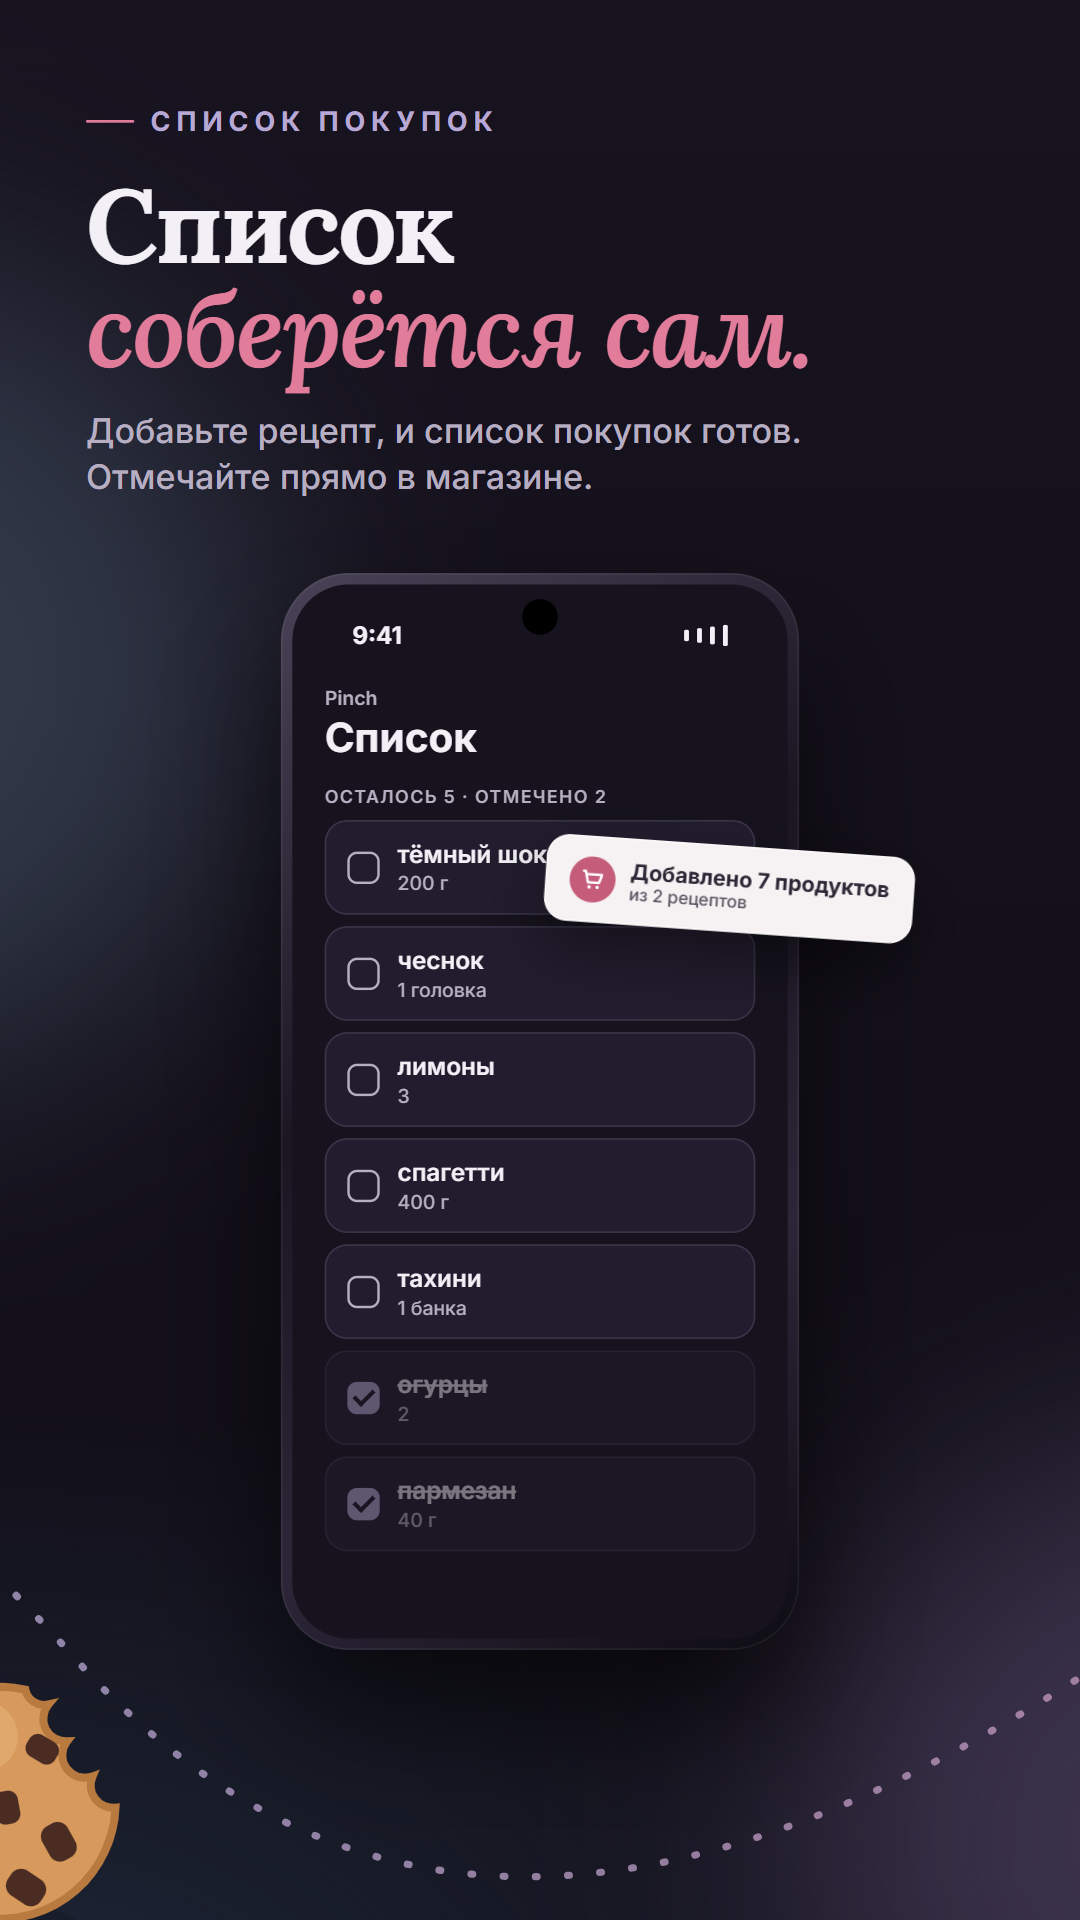 СПИСОК ПОКУПОК
Список
соберётся сам.
Добавьте рецепт, и список покупок готов.
Отмечайте прямо в магазине.
9:41
Pinch
Список
ОСТАЛОСЬ 5 · ОТМЕЧЕНО 2
тёмный шок
200 г
Добавлено 7 продуктов
из 2 рецептов
чеснок
1 головка
лимоны
3
спагетти
400 г
тахини
1 банка
огурцы
2
пармезан
40 г